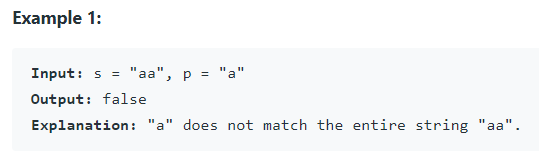 Example 1:
Input: s = "aa", p = "a"
Output: false
Explanation: "a" does not match the entire string "aa".